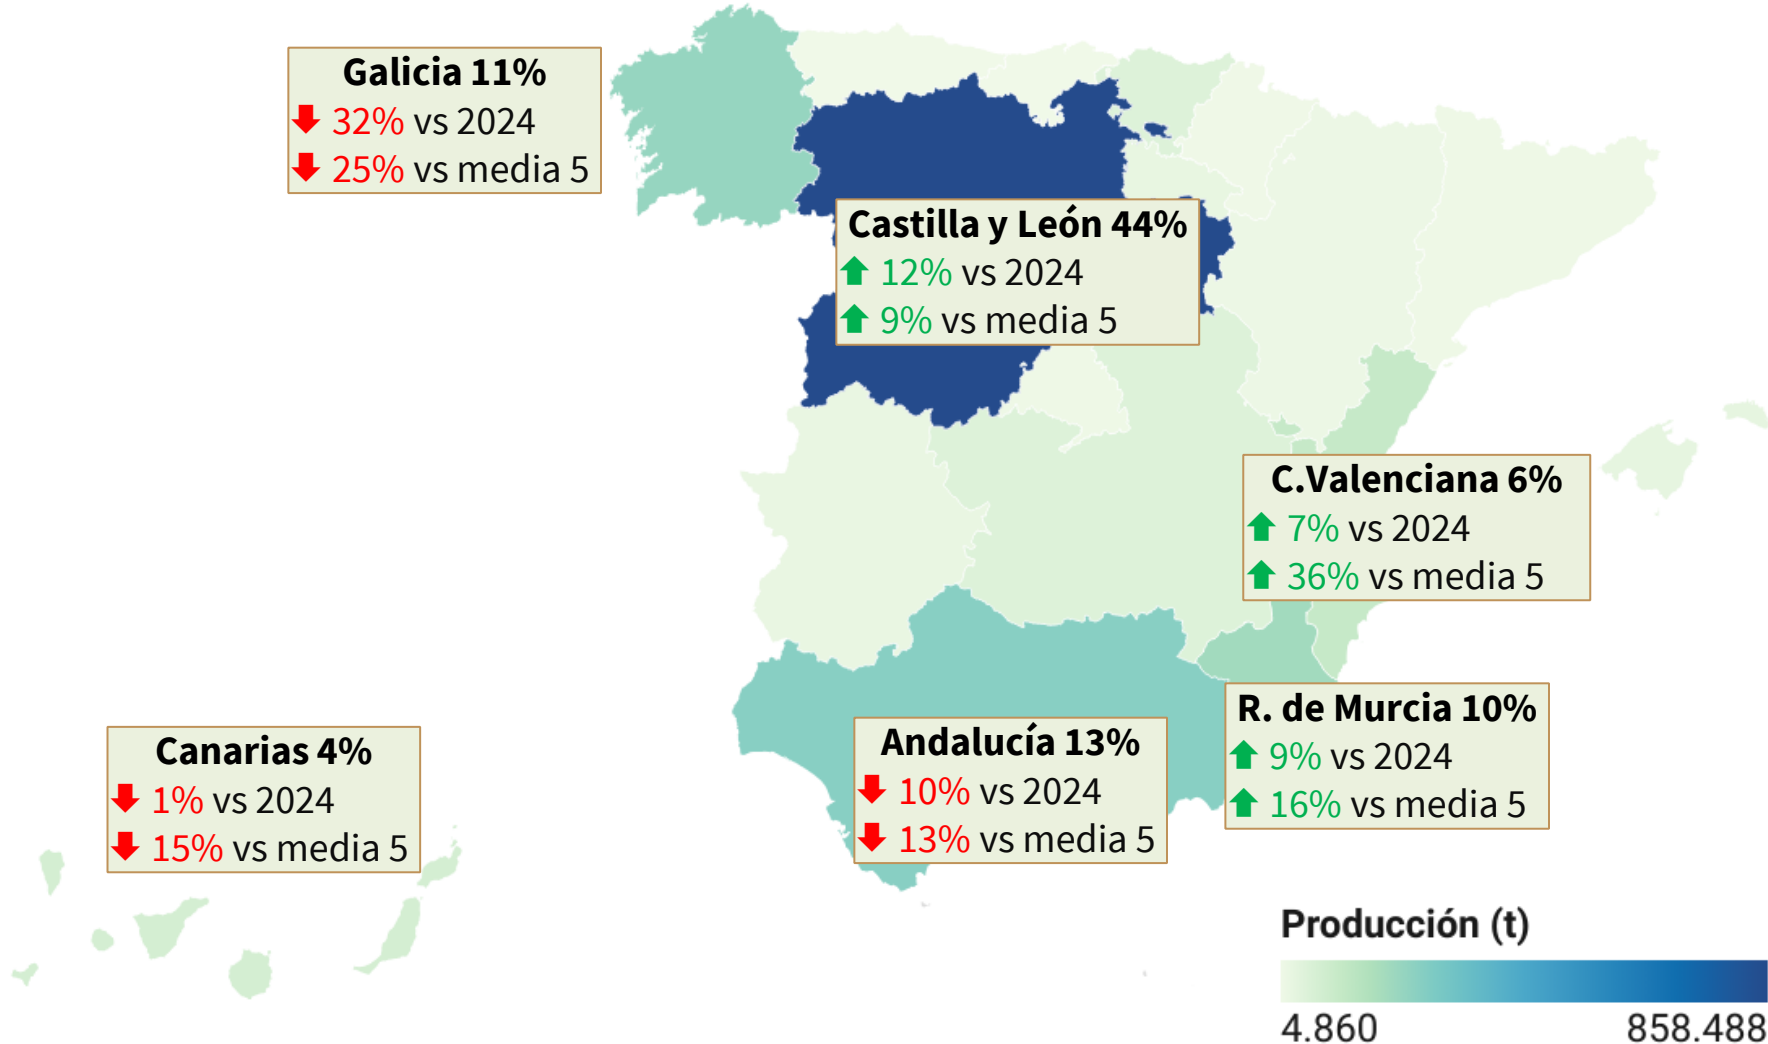 Galicia 11%
32% vs 2024
25% vs media 5
Castilla y León 44%
12% vs 2024
9% vs media 5
C.Valenciana 6%
7% vs 2024
36% vs media 5
R. de Murcia 10%
9% vs 2024
16% vs media 5
Andalucía 13%
10% vs 2024
13% vs media 5
Canarias 4%
1% vs 2024
15% vs media 5
Producción (t)
4.860 858.488